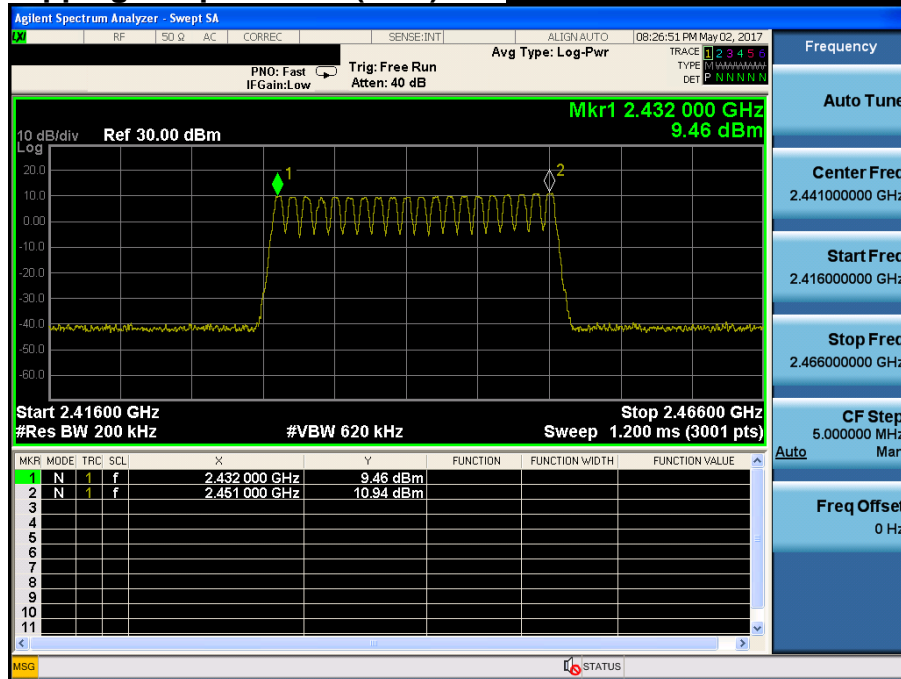 Agilent Spectrum Analyzer - Swept SA
LXI RF 50 Ω AC CORREC SENSE:INT ALIGN AUTO 08:26:51 PM May 02, 2017
Frequency
Avg Type: Log-Pwr
TRACE 1 2 3 4 5 6
PNO: Fast
Trig: Free Run
TYPE M WWWWW
IFGain:Low
Atten: 40 dB
DET P N N N N N
Auto Tune
Mkr1 2.432 000 GHz
10 dB/div Ref 30.00 dBm
9.46 dBm
Log
20.0
1
2
Center Freq
10.0
2.441000000 GHz
0.00
-10.0
Start Freq
-20.0
2.416000000 GHz
-30.0
-40.0
Stop Freq
-50.0
2.466000000 GHz
-60.0
Start 2.41600 GHz
Stop 2.46600 GHz
#Res BW 200 kHz
#VBW 620 kHz
Sweep 1.200 ms (3001 pts)
CF Step
5.000000 MHz
Auto Man
MKR MODE TRC SCL X Y FUNCTION FUNCTION WIDTH FUNCTION VALUE
1 N 1 f 2.432 000 GHz 9.46 dBm
2 N 1 f 2.451 000 GHz 10.94 dBm
3
4
5
6
7
8
9
10
11
Freq Offset
0 Hz
MSG
STATUS